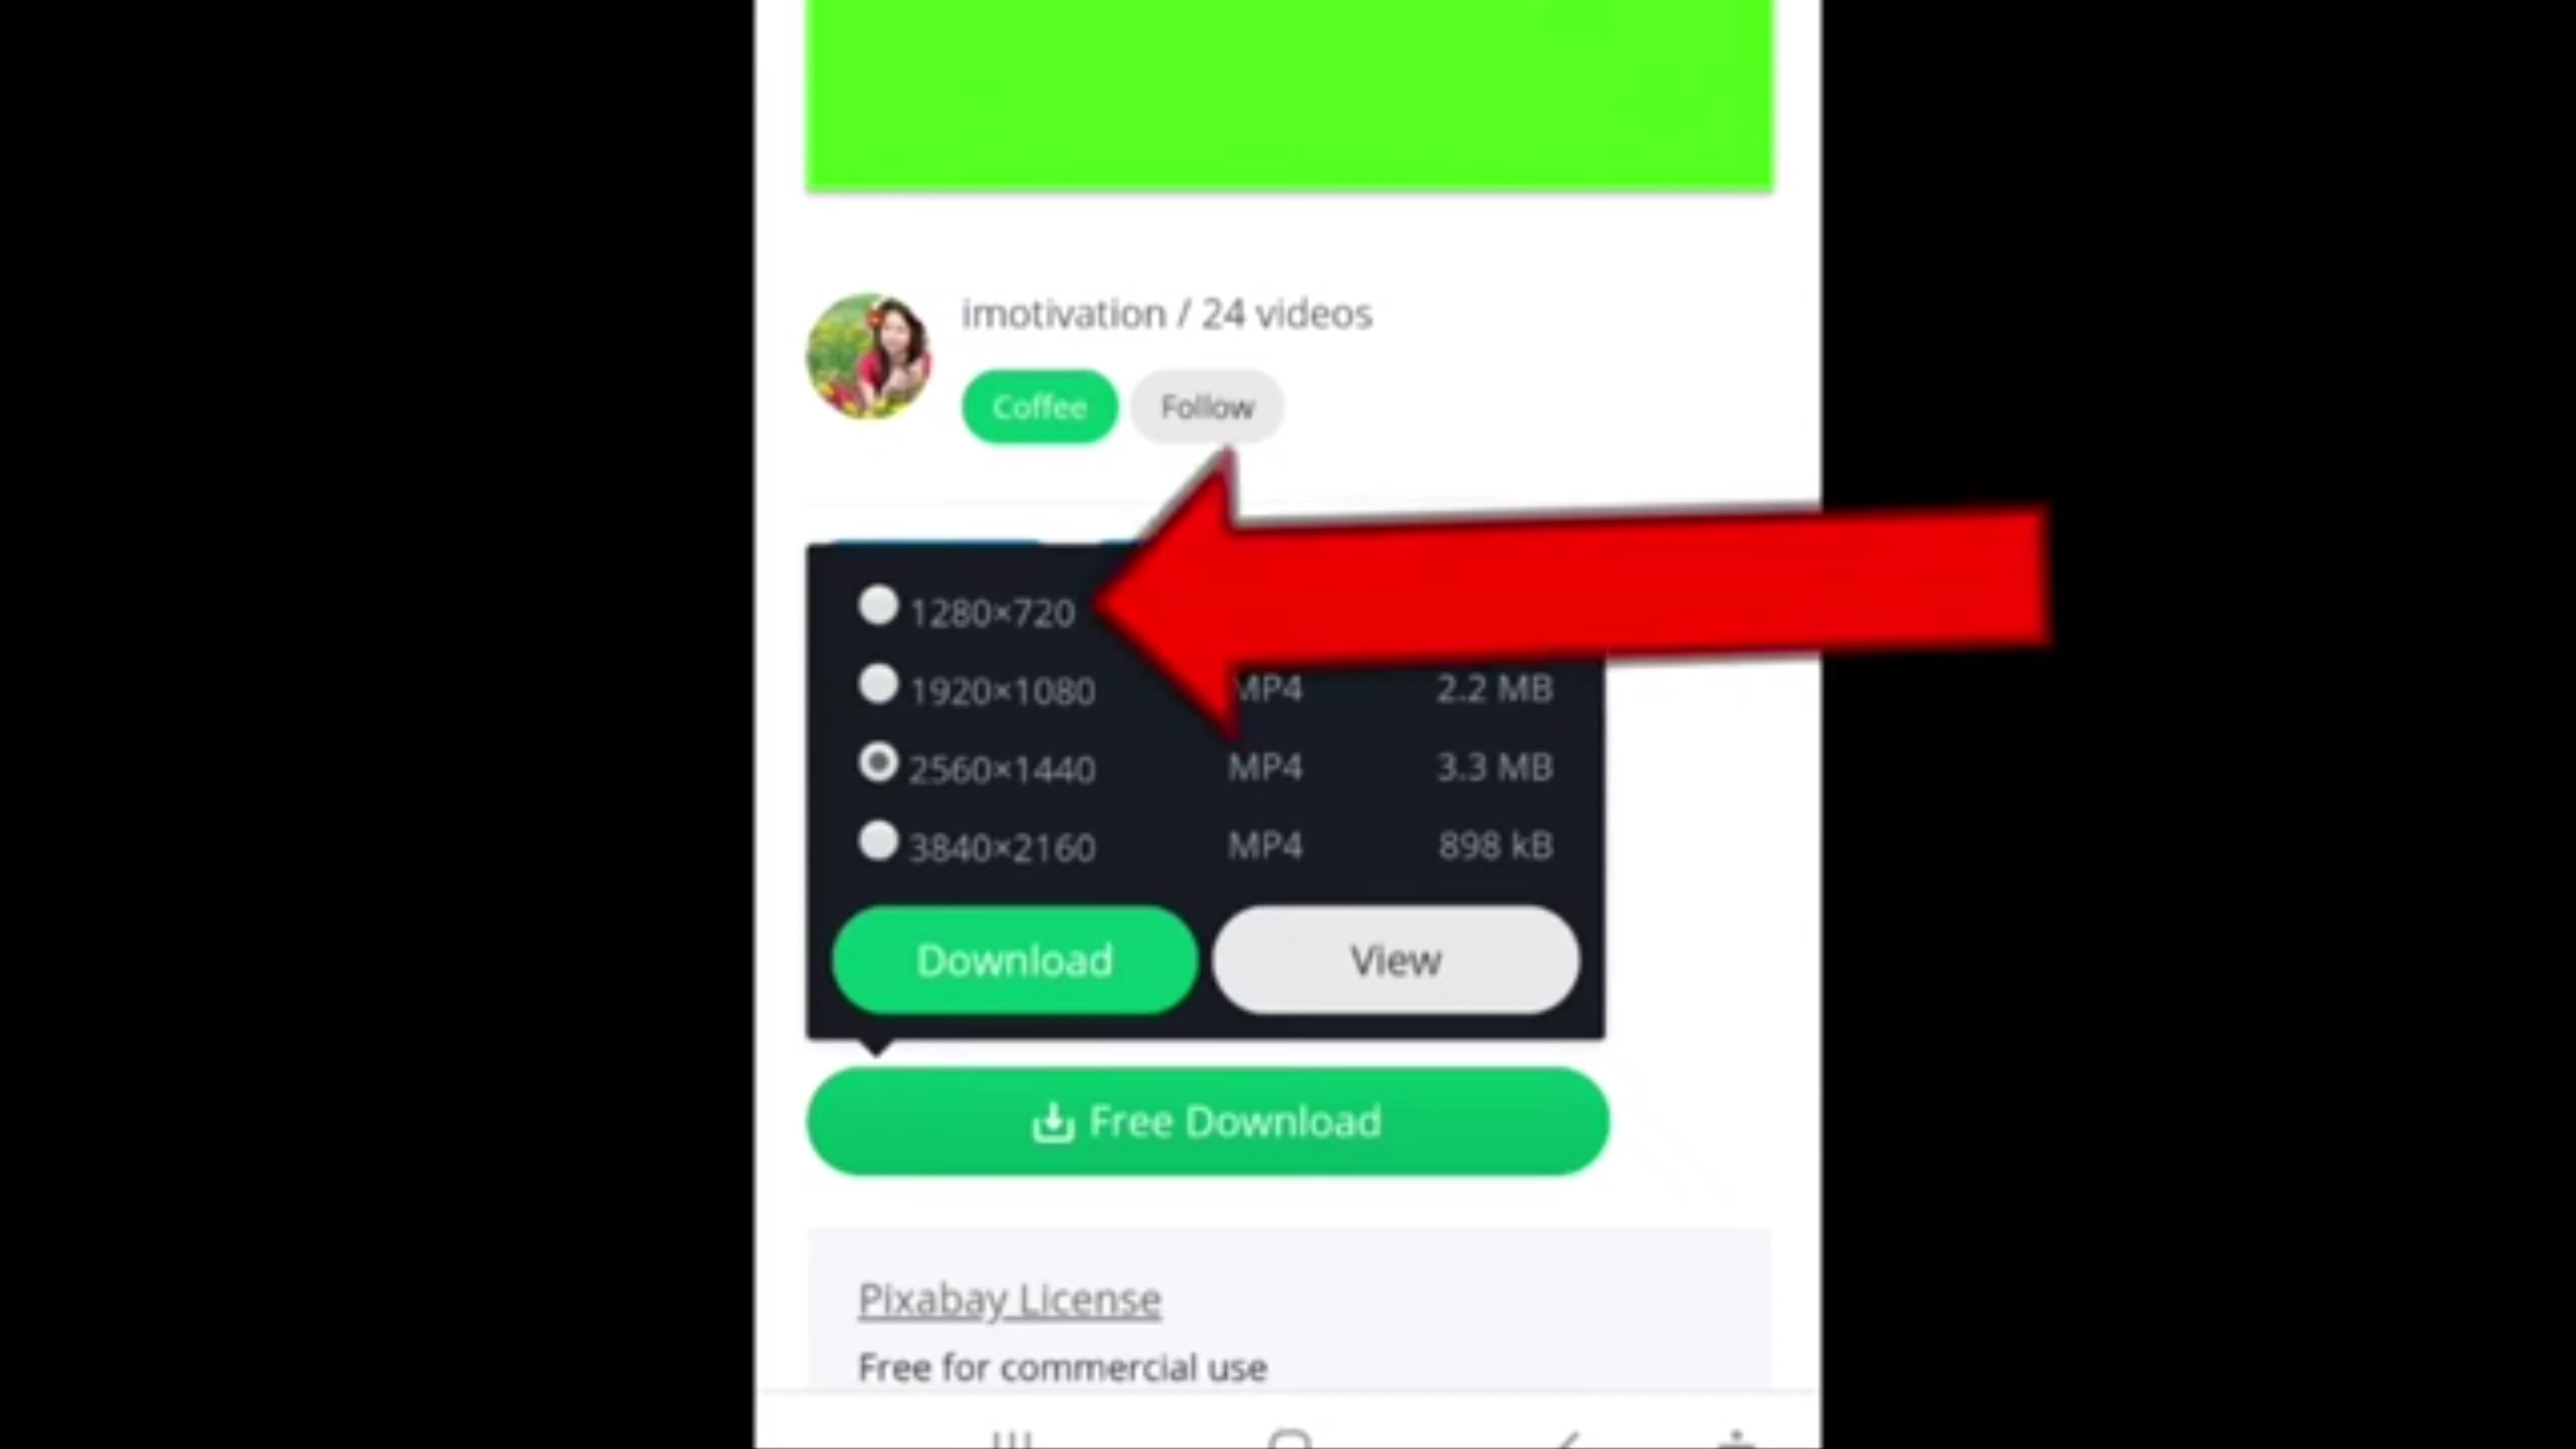 imotivation / 24 videos
Coffee Follow
1280×720
1920×1080 MP4 2.2 MB
2560×1440 MP4 3.3 MB
3840×2160 MP4 898 kB
Download View
Free Download
Pixabay License
Free for commercial use